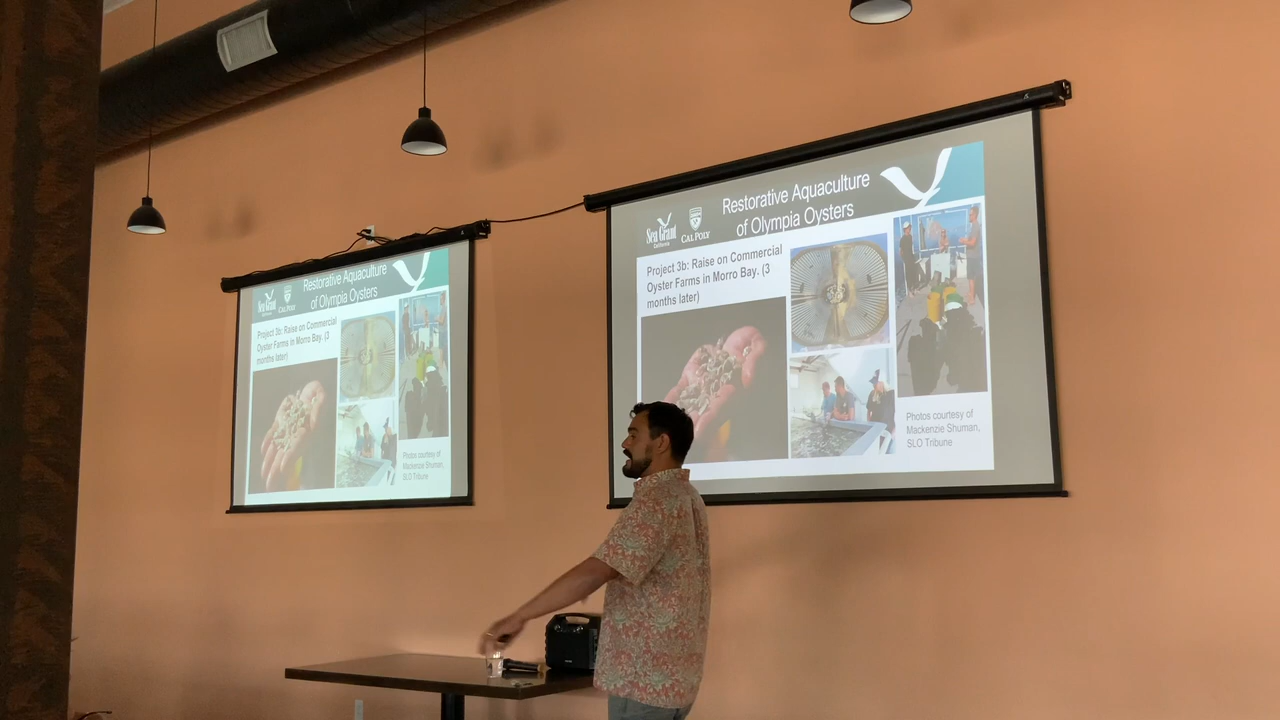 Restorative Aquaculture
of Olympia Oysters
Sea Grant
California
CAL POLY
Project 3b: Raise on Commercial
Oyster Farms in Morro Bay. (3
months later)
Photos courtesy of
Mackenzie Shuman,
SLO Tribune
Restorative Aquaculture
of Olympia Oysters
Sea Grant
California
CAL POLY
Project 3b: Raise on Commercial
Oyster Farms in Morro Bay. (3
months later)
Photos courtesy of
Mackenzie Shuman,
SLO Tribune